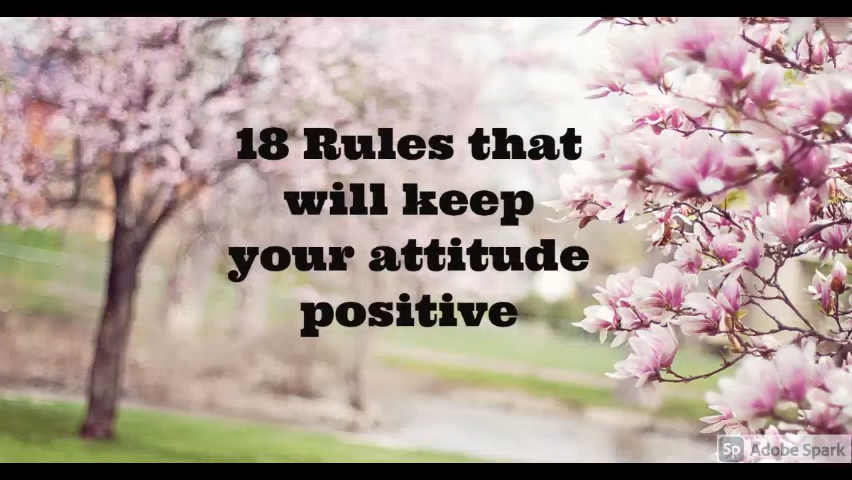 18 Rules that
will keep
your attitude
positive
Sp Adobe Spark